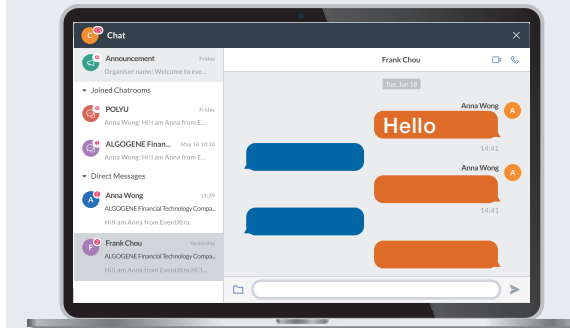 C
Chat
Announcement Friday
Organiser name: Welcome to eve...
Joined Chatrooms
POLYU Friday
Anna Wong: Hi!I am Anna from E...
ALGOGENE Finan... May 18 10:30
Anna Wong: Hi!I am Anna from E...
Direct Messages
A
Anna Wong 14:39
ALGOGENE Financial Technology Compa...
Hi!I am Anna from EventXtra.
F
Frank Chou Yesterday
ALGOGENE Financial Technology Compa...
Hi!I am Anna from EventXtra.Hi!I...
Frank Chou
Tue, Jun 18
Anna Wong
A
Hello
14:41
Anna Wong
A
14:41